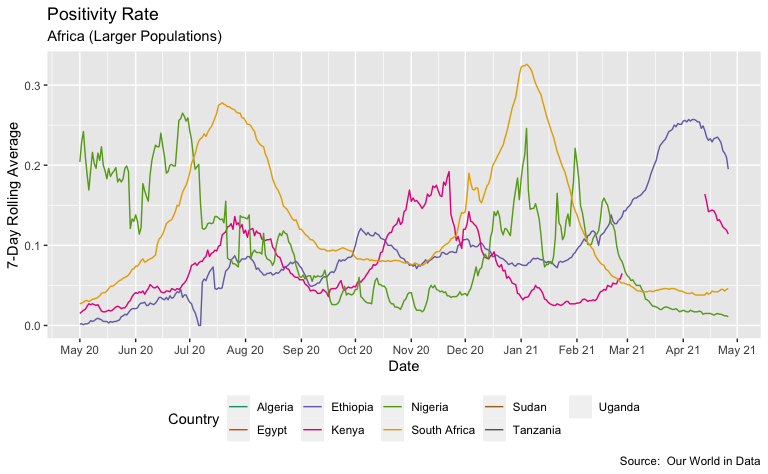 Positivity Rate
Africa (Larger Populations)
7-Day Rolling Average
0.3
0.2
0.1
0.0
May 20 Jun 20 Jul 20 Aug 20 Sep 20 Oct 20 Nov 20 Dec 20 Jan 21 Feb 21 Mar 21 Apr 21 May 21
Date
Country
Algeria Ethiopia Nigeria Sudan Uganda
Egypt Kenya South Africa Tanzania
Source:  Our World in Data